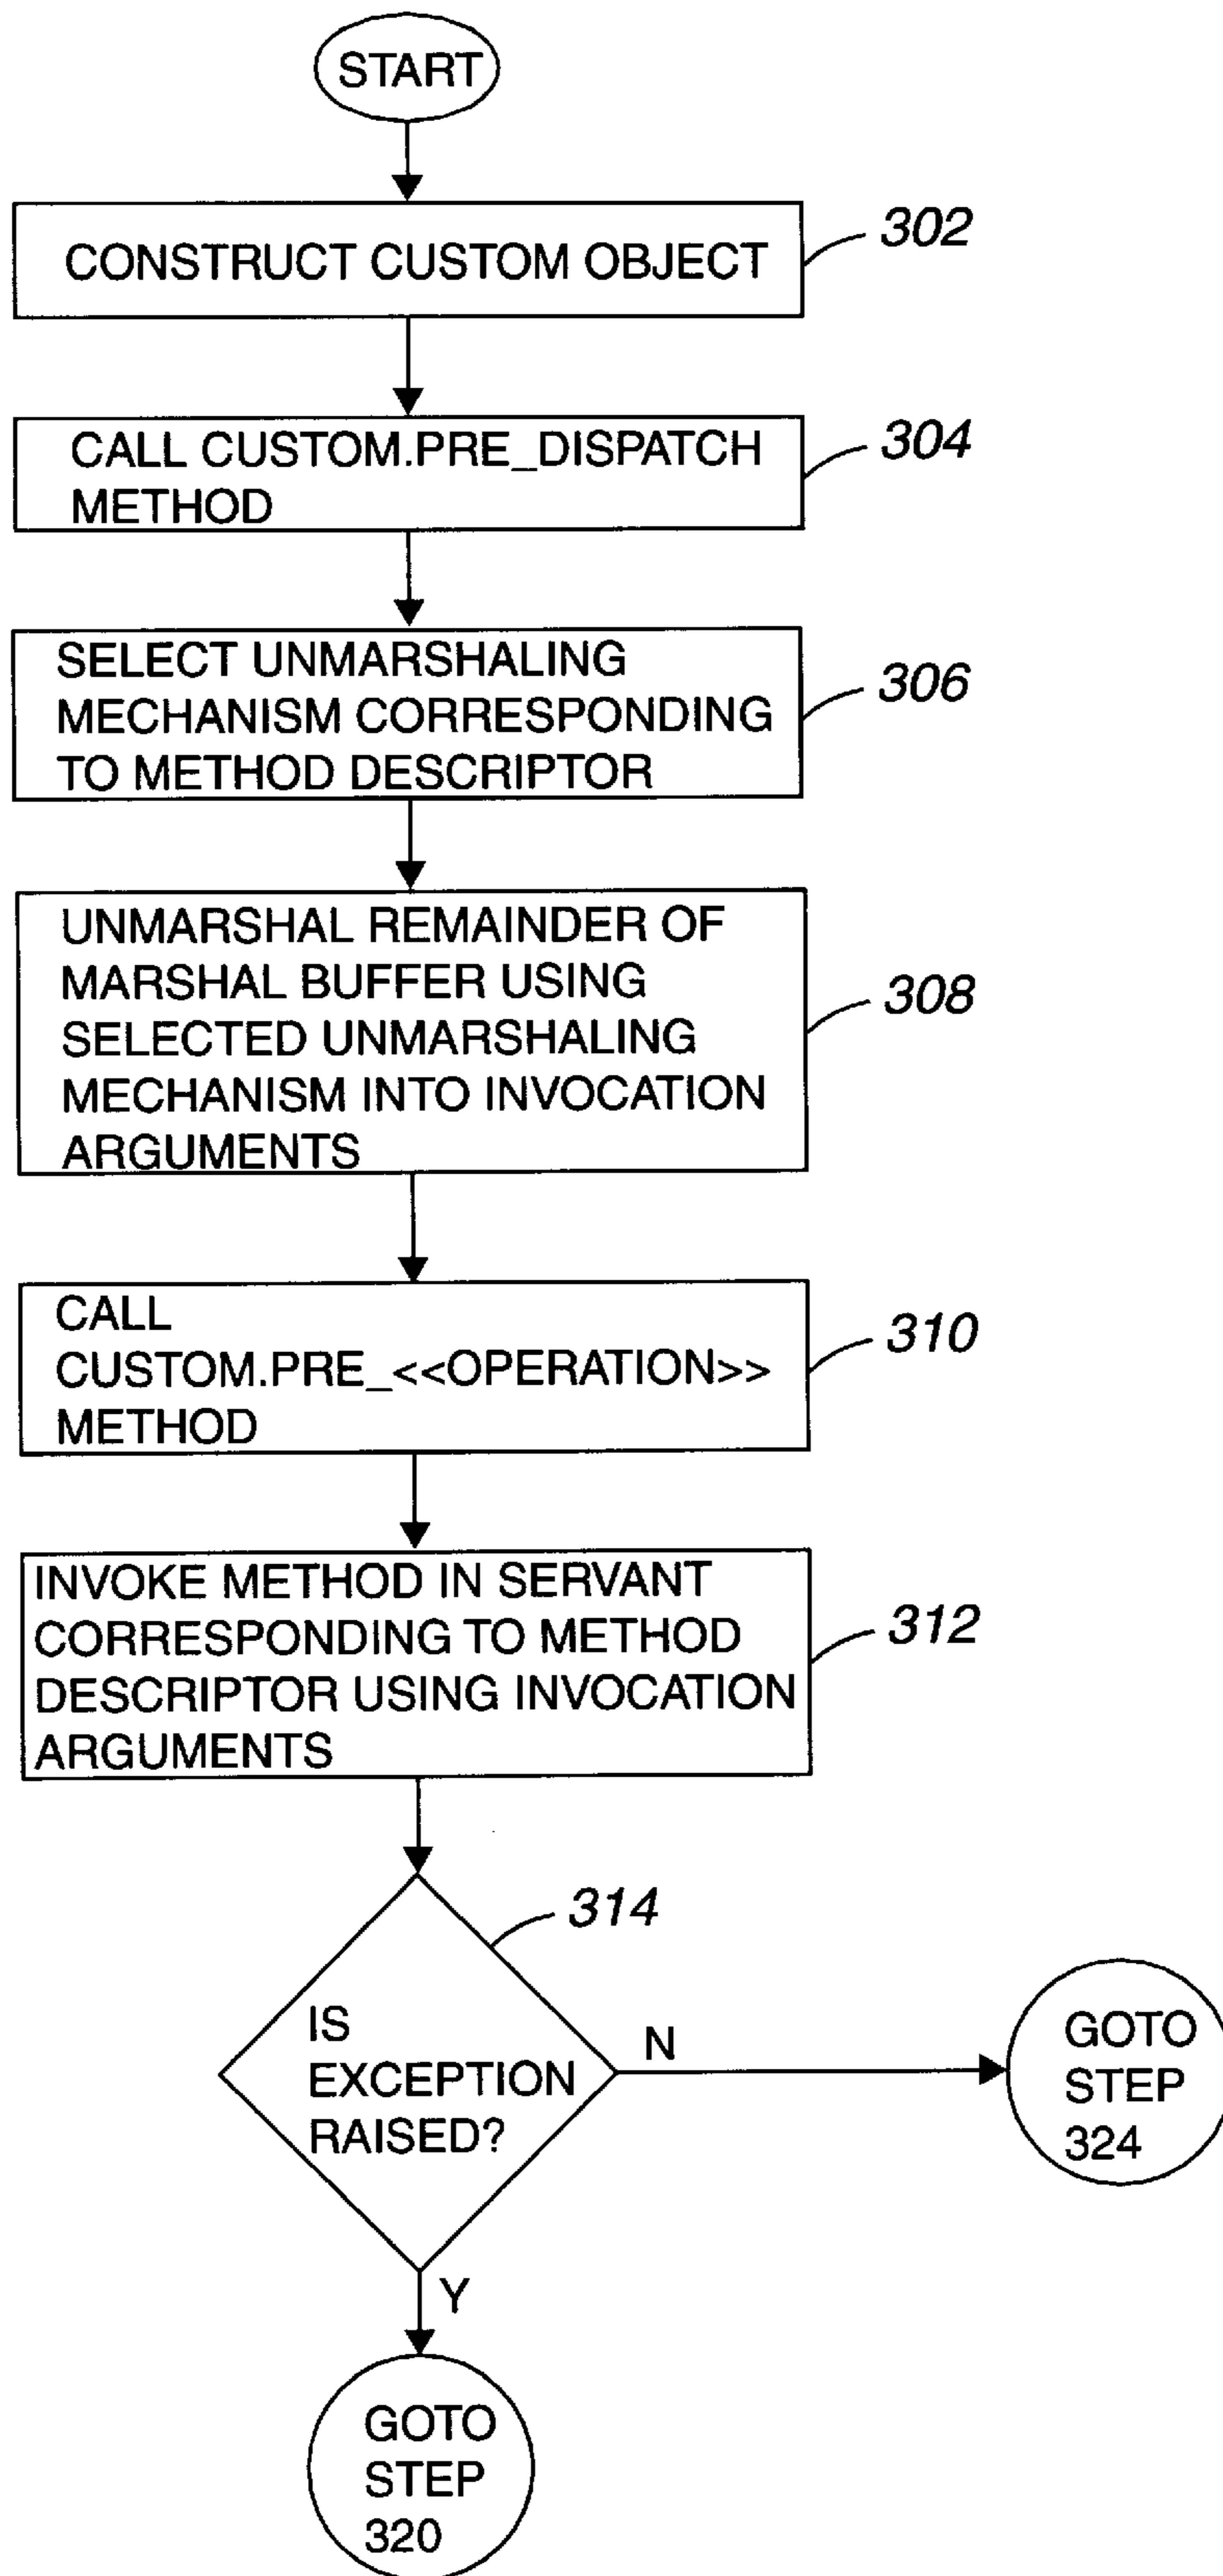 START
CONSTRUCT CUSTOM OBJECT
302
CALL CUSTOM.PRE_DISPATCH
METHOD
304
SELECT UNMARSHALING
MECHANISM CORRESPONDING
TO METHOD DESCRIPTOR
306
UNMARSHAL REMAINDER OF
MARSHAL BUFFER USING
SELECTED UNMARSHALING
MECHANISM INTO INVOCATION
ARGUMENTS
308
CALL
CUSTOM.PRE_<<OPERATION>>
METHOD
310
INVOKE METHOD IN SERVANT
CORRESPONDING TO METHOD
DESCRIPTOR USING INVOCATION
ARGUMENTS
312
314
IS
EXCEPTION
RAISED?
N
GOTO
STEP
324
Y
GOTO
STEP
320